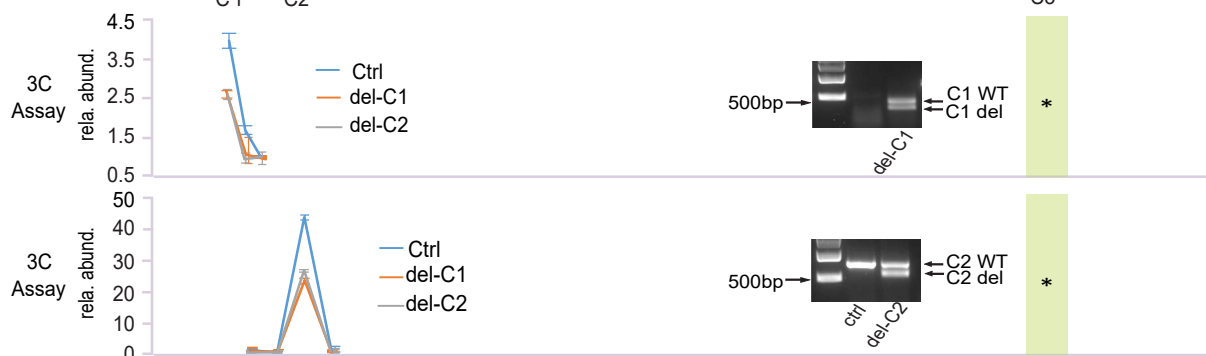 C1 C2
4.5
3.5
2.5
1.5
0.5
3C
Assay
rela. abund.
Ctrl
del-C1
del-C2
500bp
C1 WT
C1 del
del-C1
*
50
40
30
20
10
0
3C
Assay
rela. abund.
Ctrl
del-C1
del-C2
500bp
C2 WT
C2 del
ctrl
del-C2
*